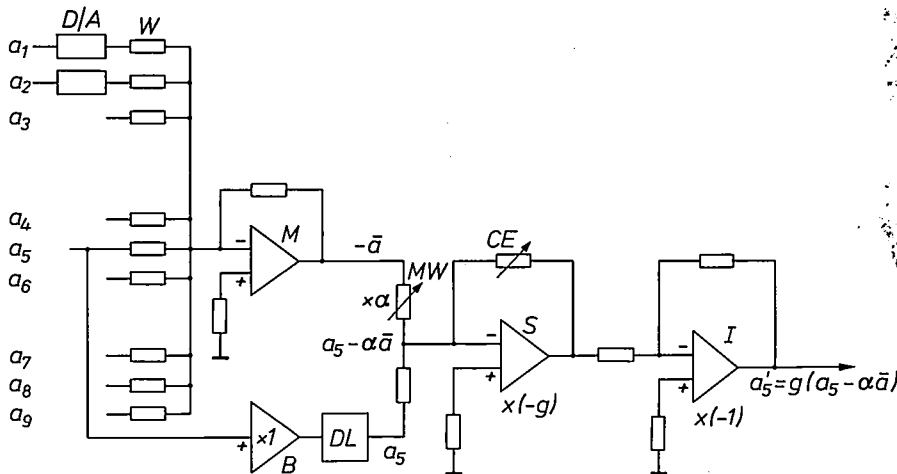 D/A W
a₁
a₂
a₃
a₄
a₅
a₆
a₇
a₈
a₉
− M
+
−ā
MW
×α
a₅−αā
CE
− S
+
×(−g)
− I
+
×(−1)
a₅'=g(a₅−αā)
+ ×1
B
DL
a₅